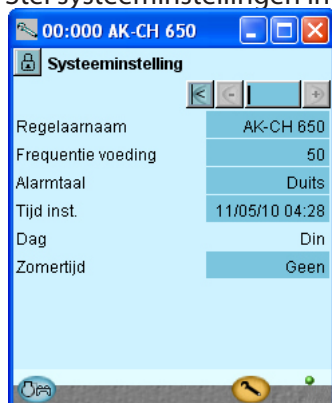 00:000 AK-CH 650
Systeeminstelling
Regelaarnaam AK-CH 650
Frequentie voeding 50
Alarmtaal Duits
Tijd inst. 11/05/10 04:28
Dag Din
Zomertijd Geen